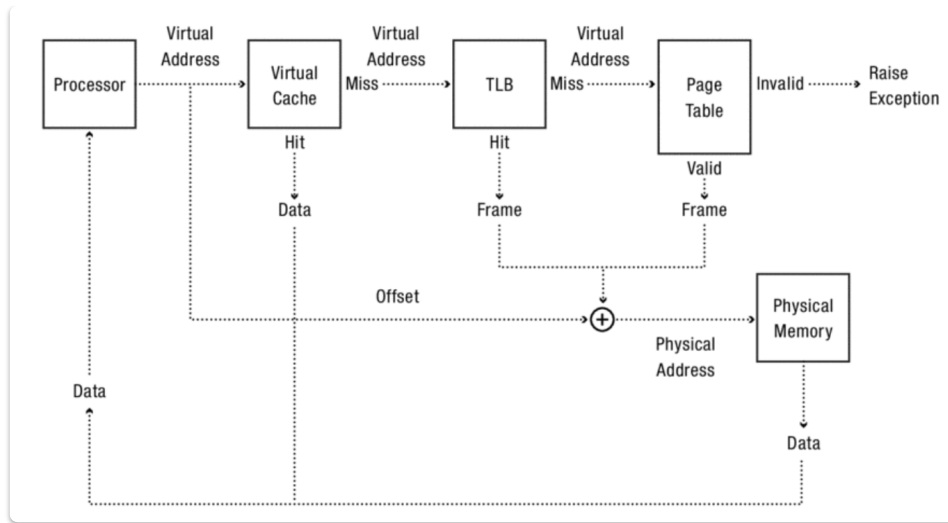 Virtual
Address
Virtual
Address
Virtual
Address
Processor
Virtual
Cache
Miss
TLB
Miss
Page
Table
Invalid
Raise
Exception
Hit
Hit
Valid
Data
Frame
Frame
Offset
+
Physical
Memory
Physical
Address
Data
Data